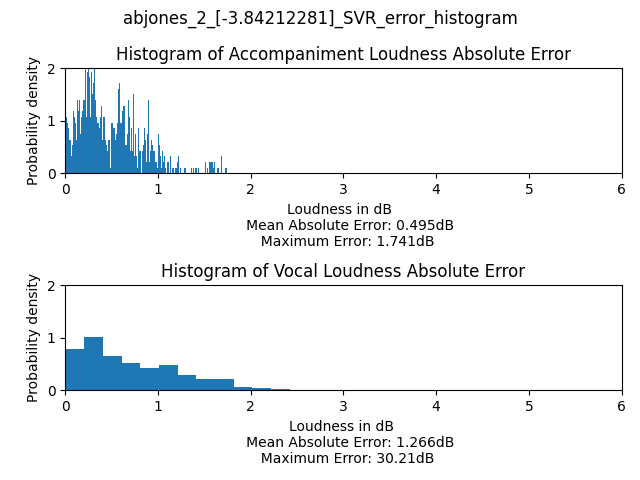 abjones_2_[-3.84212281]_SVR_error_histogram
Histogram of Accompaniment Loudness Absolute Error
Probability density
2
1
0
0 1 2 3 4 5 6
Loudness in dB
Mean Absolute Error: 0.495dB
Maximum Error: 1.741dB
Histogram of Vocal Loudness Absolute Error
Probability density
2
1
0
0 1 2 3 4 5 6
Loudness in dB
Mean Absolute Error: 1.266dB
Maximum Error: 30.21dB